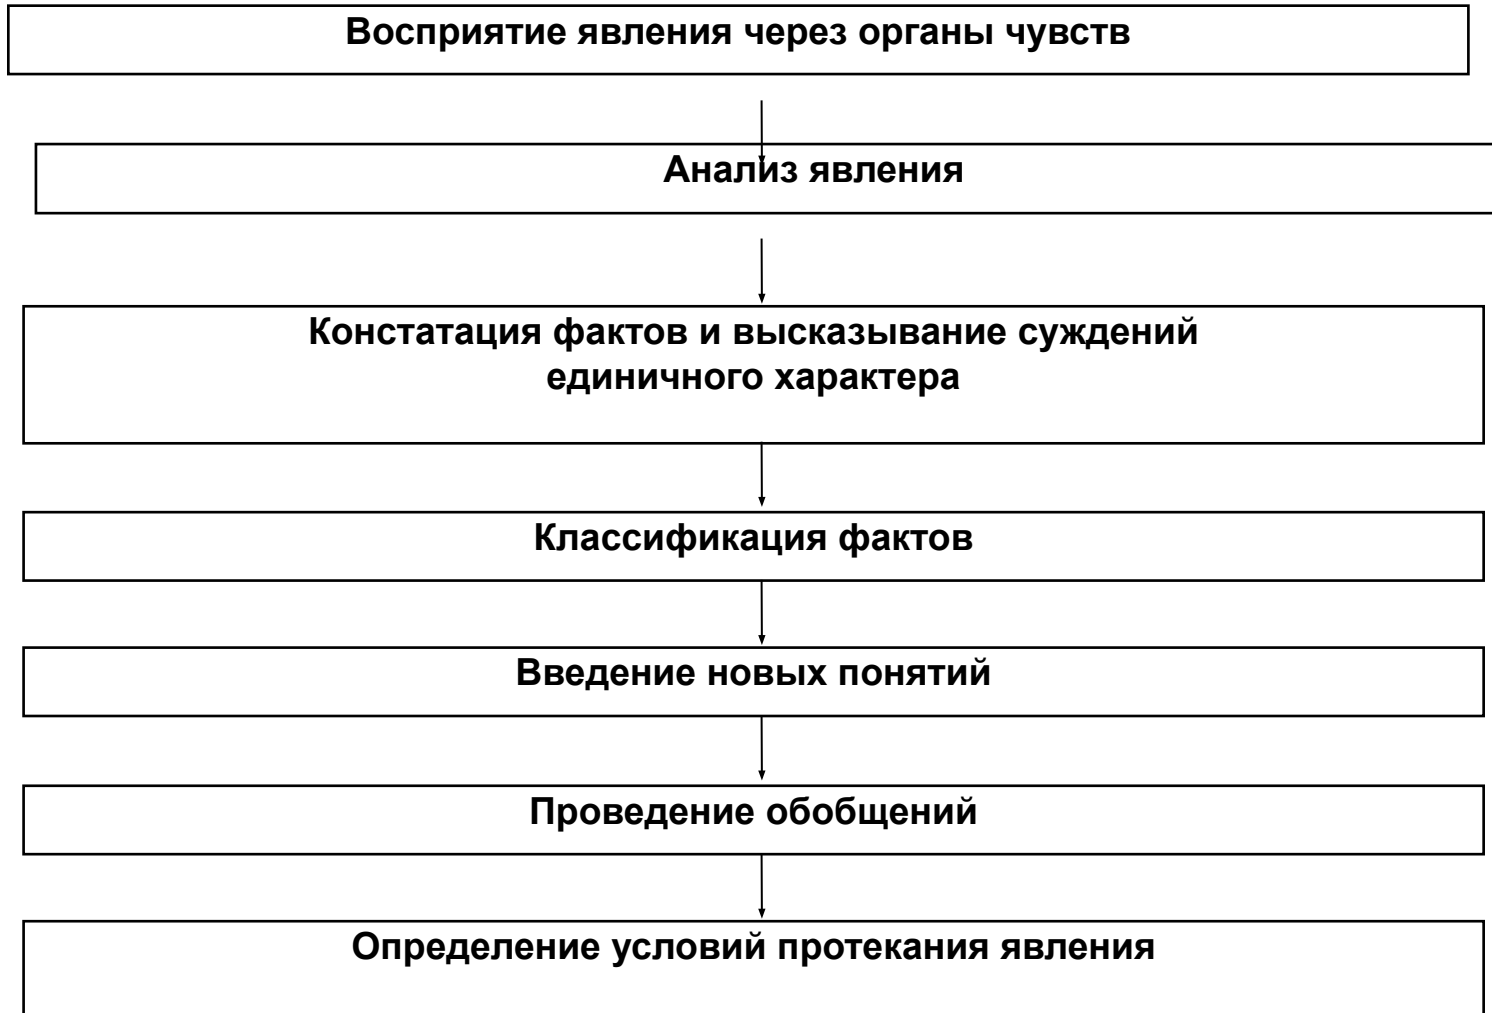 Восприятие явления через органы чувств
Анализ явления
Констатация фактов и высказывание суждений
единичного характера
Классификация фактов
Введение новых понятий
Проведение обобщений
Определение условий протекания явления